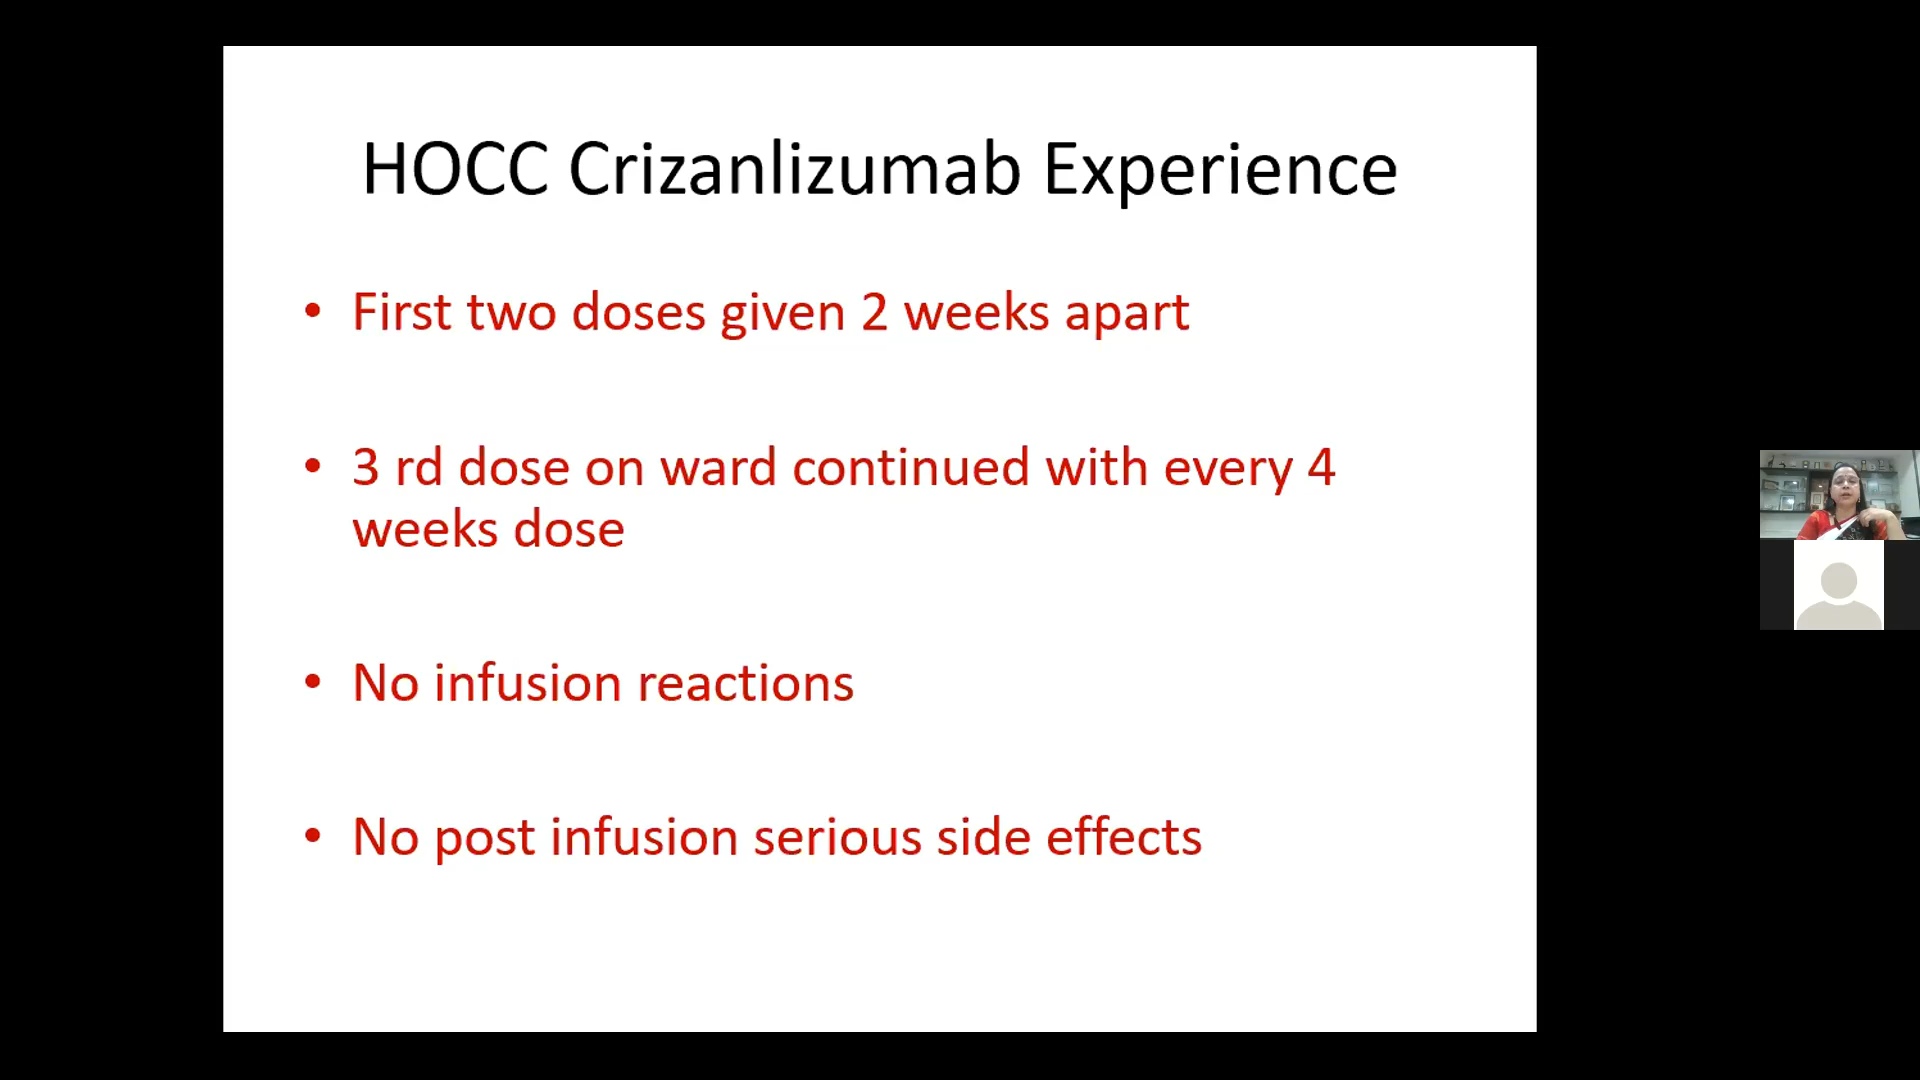 HOCC Crizanlizumab Experience
• First two doses given 2 weeks apart
• 3 rd dose on ward continued with every 4
weeks dose
• No infusion reactions
• No post infusion serious side effects